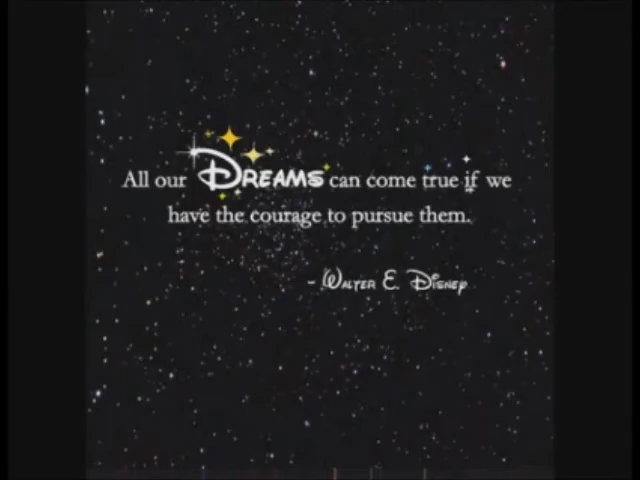 All our DREAMS can come true if we
have the courage to pursue them.
- WALTER E. DISNEY